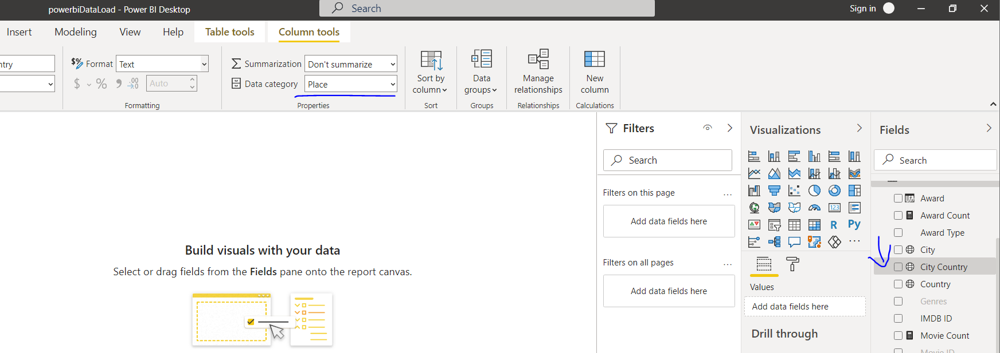 powerbiDataLoad - Power BI Desktop
Search
Sign in
Insert Modeling View Help Table tools Column tools
ntry
$% Format Text
$ % 9 .00 →.0 Auto
Formatting
Summarization Don't summarize
Data category Place
Properties
Sort by
column
Sort
Data
groups
Groups
Manage
relationships
Relationships
New
column
Calculations
Filters
Search
Filters on this page ...
Add data fields here
Filters on all pages ...
Add data fields here
Visualizations
123
R Py
...
Values
Add data fields here
Drill through
Fields
Search
Award
Award Count
Award Type
City
City Country
Country
Genres
IMDB ID
Movie Count
Movie ID
Build visuals with your data
Select or drag fields from the Fields pane onto the report canvas.